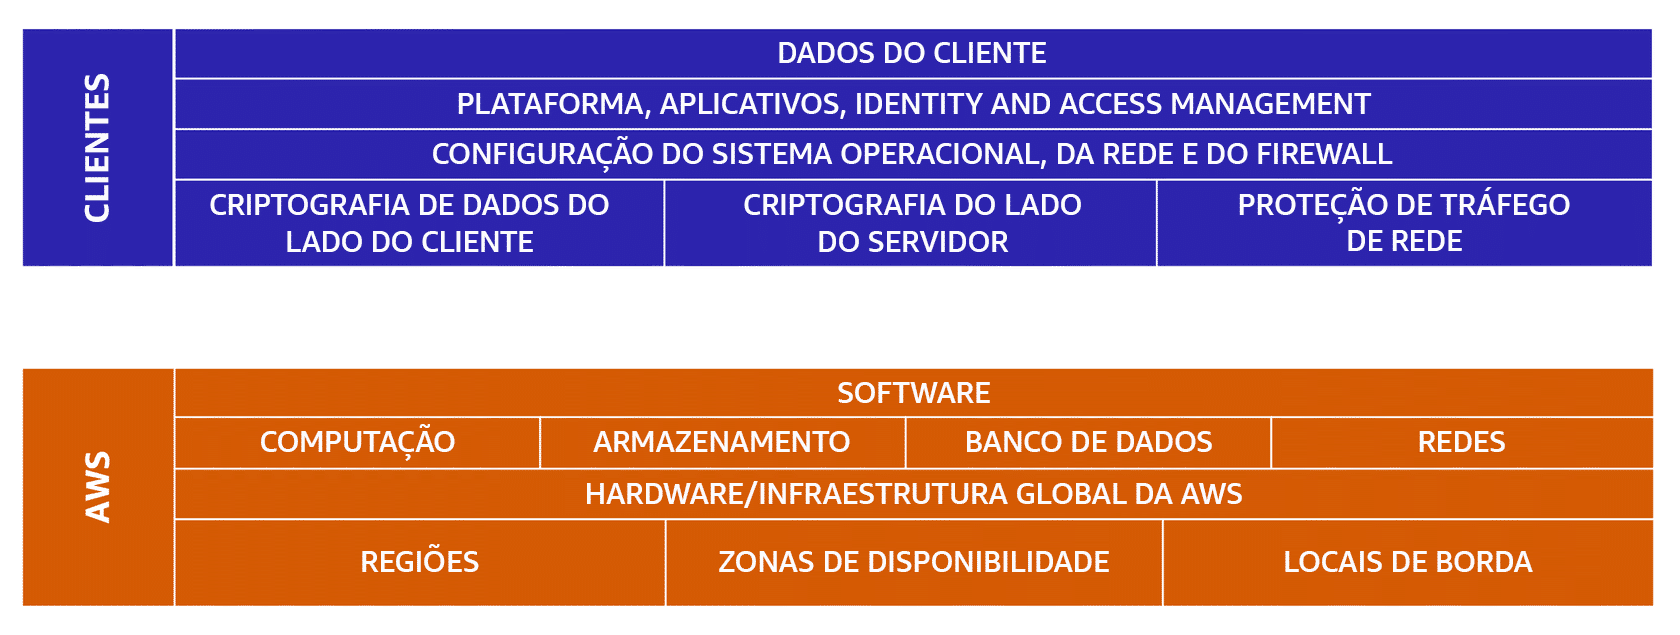 CLIENTES
DADOS DO CLIENTE
PLATAFORMA, APLICATIVOS, IDENTITY AND ACCESS MANAGEMENT
CONFIGURAÇÃO DO SISTEMA OPERACIONAL, DA REDE E DO FIREWALL
CRIPTOGRAFIA DE DADOS DO
LADO DO CLIENTE
CRIPTOGRAFIA DO LADO
DO SERVIDOR
PROTEÇÃO DE TRÁFEGO
DE REDE
AWS
SOFTWARE
COMPUTAÇÃO
ARMAZENAMENTO
BANCO DE DADOS
REDES
HARDWARE/INFRAESTRUTURA GLOBAL DA AWS
REGIÕES
ZONAS DE DISPONIBILIDADE
LOCAIS DE BORDA